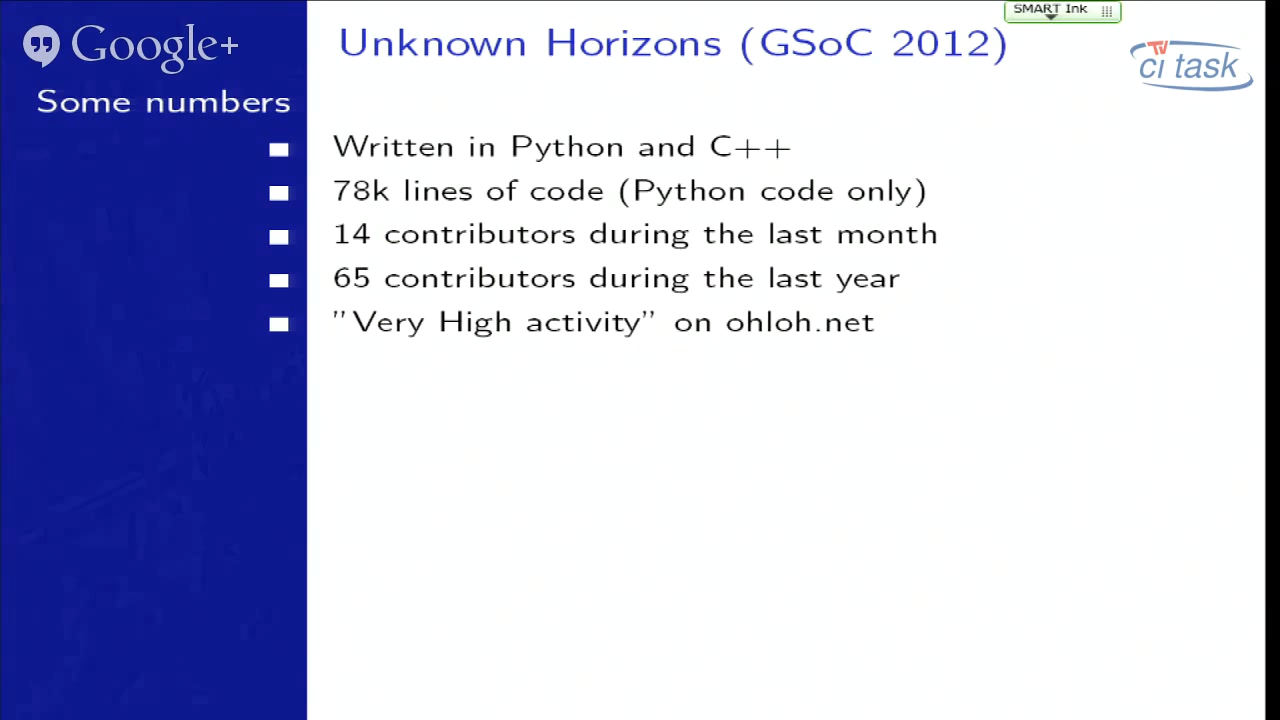 SMART Ink
Google+
Unknown Horizons (GSoC 2012)
TV
ci task
Some numbers
Written in Python and C++
78k lines of code (Python code only)
14 contributors during the last month
65 contributors during the last year
”Very High activity” on ohloh.net